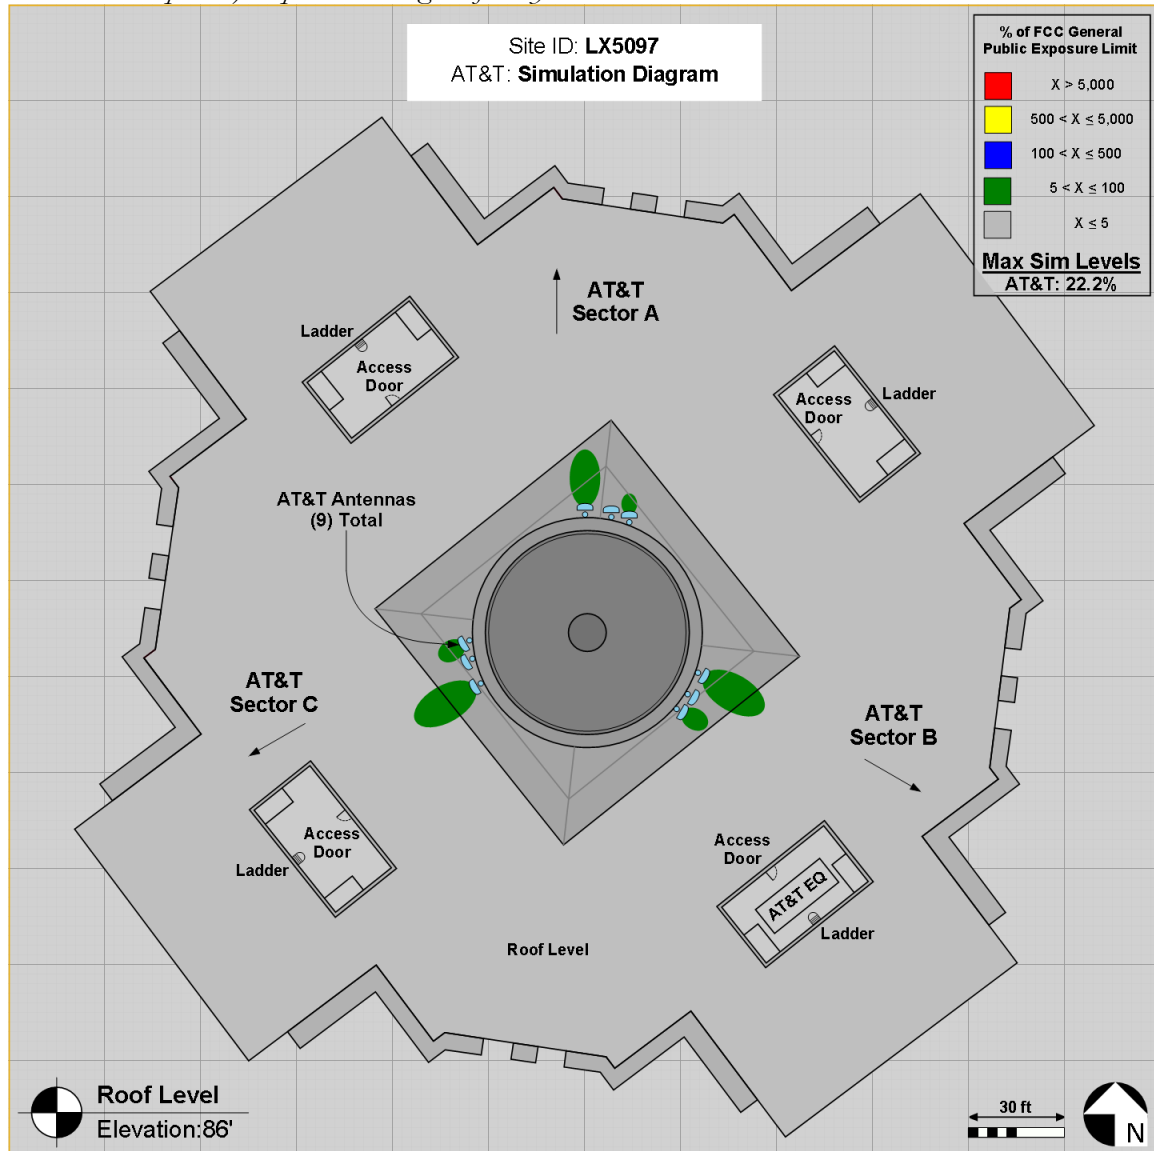 Site ID: LX5097
AT&T: Simulation Diagram
% of FCC General
Public Exposure Limit
X > 5,000
500 < X ≤ 5,000
100 < X ≤ 500
5 < X ≤ 100
X ≤ 5
Max Sim Levels
AT&T: 22.2%
AT&T
Sector A
Ladder
Access
Door
Access
Door
Ladder
AT&T Antennas
(9) Total
AT&T
Sector C
AT&T
Sector B
Access
Door
Ladder
Access
Door
AT&T EQ
Ladder
Roof Level
Roof Level
Elevation:86'
30 ft
N